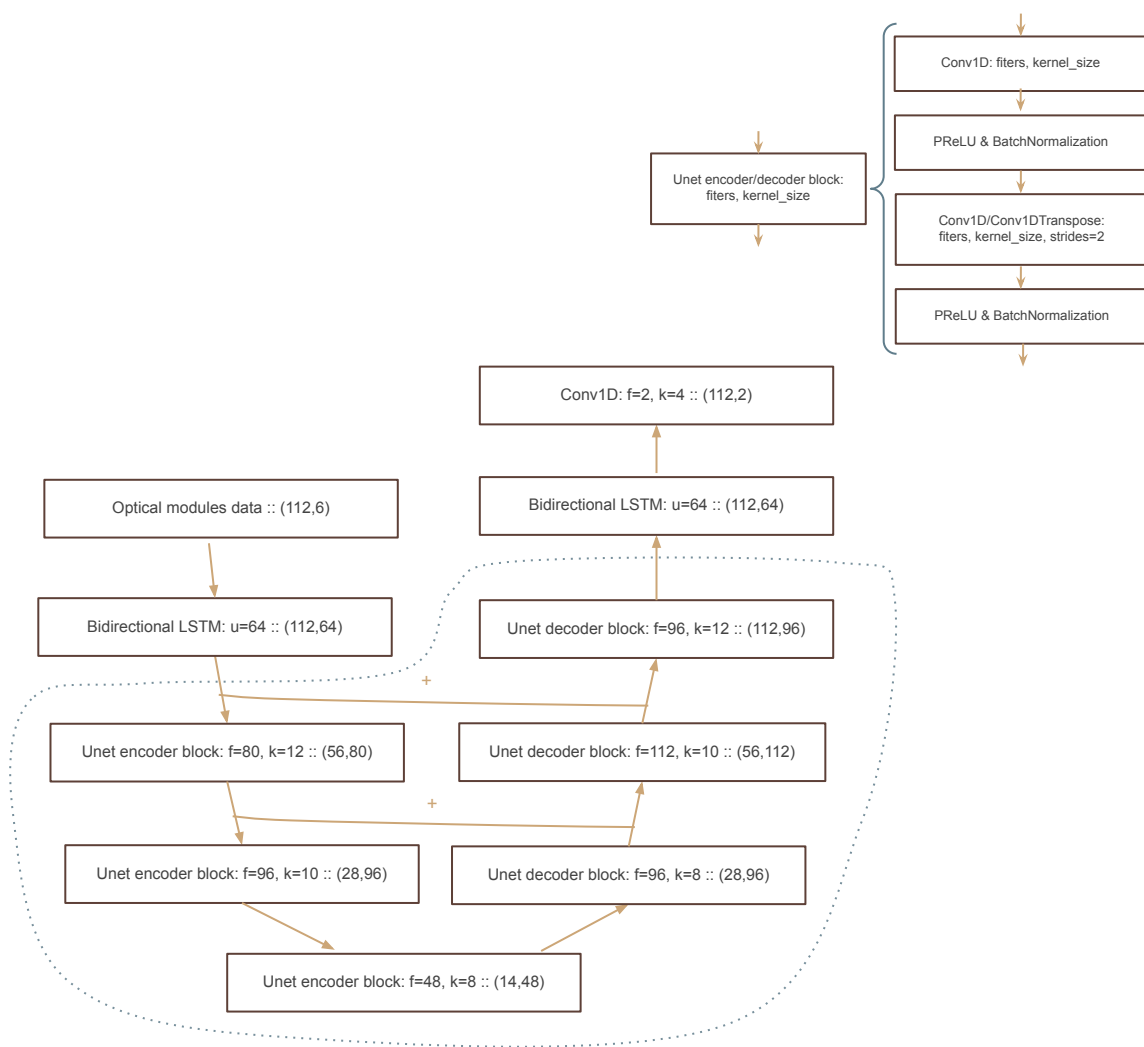 Conv1D: fiters, kernel_size
PReLU & BatchNormalization
Unet encoder/decoder block:
fiters, kernel_size
Conv1D/Conv1DTranspose:
fiters, kernel_size, strides=2
PReLU & BatchNormalization
Conv1D: f=2, k=4 :: (112,2)
Optical modules data :: (112,6)
Bidirectional LSTM: u=64 :: (112,64)
Bidirectional LSTM: u=64 :: (112,64)
Unet decoder block: f=96, k=12 :: (112,96)
+
Unet encoder block: f=80, k=12 :: (56,80)
Unet decoder block: f=112, k=10 :: (56,112)
+
Unet encoder block: f=96, k=10 :: (28,96)
Unet decoder block: f=96, k=8 :: (28,96)
Unet encoder block: f=48, k=8 :: (14,48)